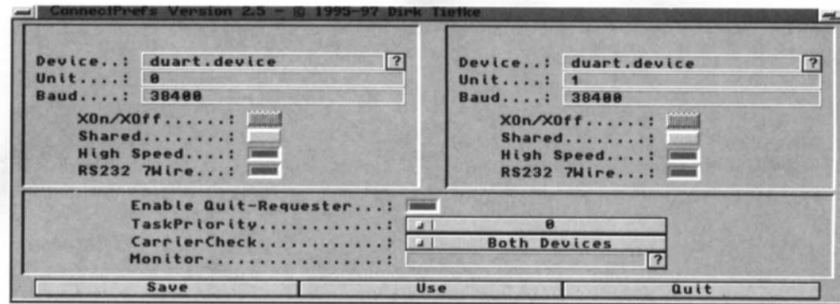 ConnectPrefs Version 2.5 - © 1995-97 Dirk Tietke
Device..: duart.device ?
Unit....: 0
Baud....: 38400
XOn/XOff......:
Shared........:
High Speed....:
RS232 7Wire...:
Device..: duart.device ?
Unit....: 1
Baud....: 38400
XOn/XOff......:
Shared........:
High Speed....:
RS232 7Wire...:
Enable Quit-Requester...:
TaskPriority............: 0
CarrierCheck............: Both Devices
Monitor.................: ?
Save Use Quit